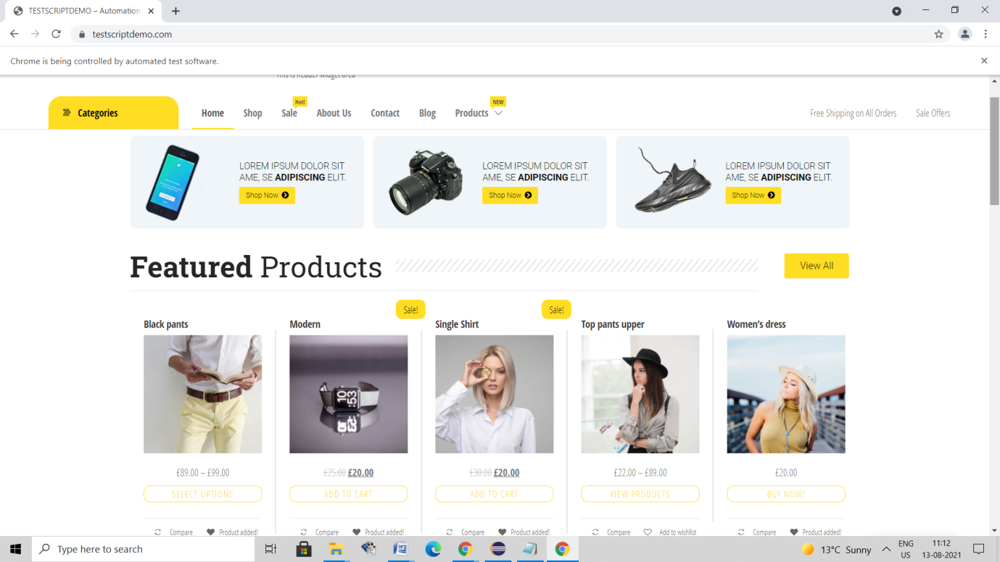 TESTSCRIPTDEMO – Automation
testscriptdemo.com
Chrome is being controlled by automated test software.
This is header widget area
Categories
Home
Shop
Sale
Hot!
About Us
Contact
Blog
Products
NEW
Free Shipping on All Orders
Sale Offers
LOREM IPSUM DOLOR SIT
AME, SE ADIPISCING ELIT.
Shop Now
LOREM IPSUM DOLOR SIT
AME, SE ADIPISCING ELIT.
Shop Now
LOREM IPSUM DOLOR SIT
AME, SE ADIPISCING ELIT.
Shop Now
Featured Products
View All
Black pants
£89.00 – £99.00
SELECT OPTIONS
Compare
Product added!
Sale!
Modern
10
53
£25.00 £20.00
ADD TO CART
Compare
Product added!
Sale!
Single Shirt
£30.00 £20.00
ADD TO CART
Compare
Product added!
Top pants upper
£22.00 – £89.00
VIEW PRODUCTS
Compare
Add to wishlist
Women’s dress
£20.00
BUY NOW!
Compare
Product added!
Type here to search
13°C Sunny
ENG
US
11:12
13-08-2021